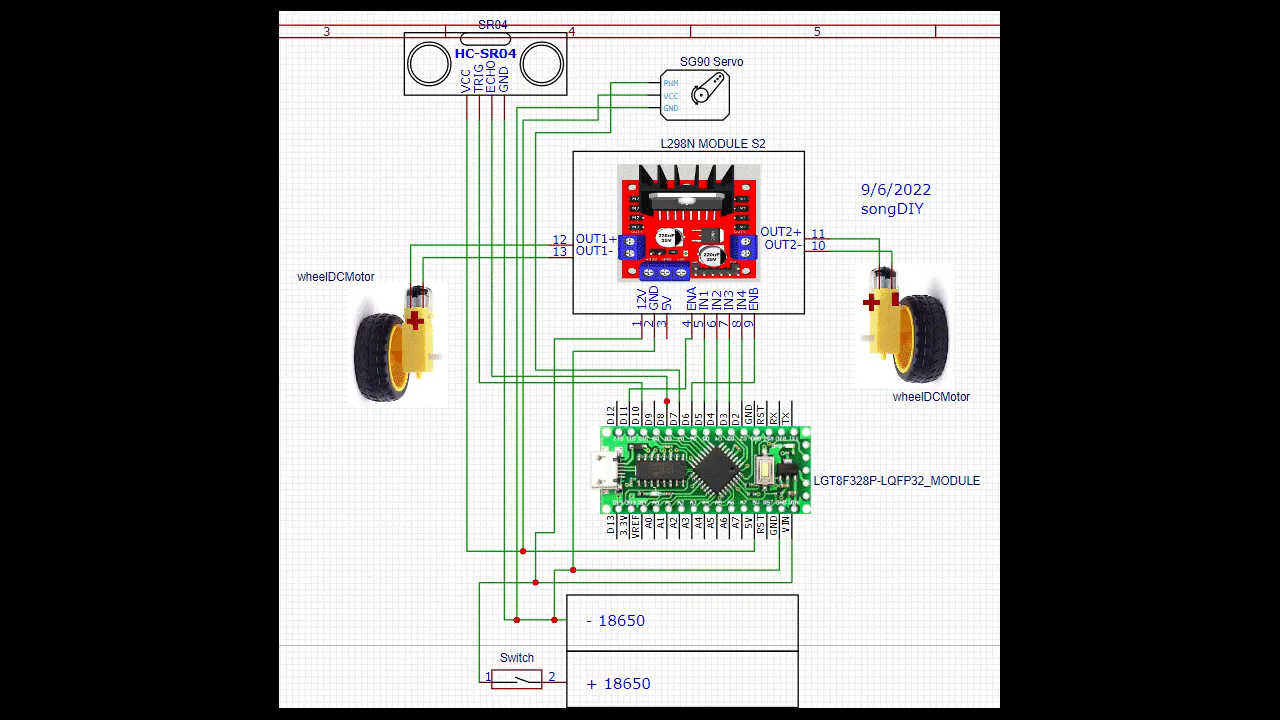 3
4
5
SR04
HC-SR04
VCC
TRIG
ECHO
GND
SG90 Servo
PWM
VCC
GND
L298N MODULE S2
9/6/2022
songDIY
12 OUT1+
13 OUT1-
OUT2+ 11
OUT2- 10
220uF
35V
220uF
35V
wheelDCMotor
12V
GND
5V
ENA
IN1
IN2
IN3
IN4
ENB
1
2
3
4
5
6
7
8
9
wheelDCMotor
D12
D11
D10
D9
D8
D7
D6
D5
D4
D3
D2
GND
RST
RX
TX
LGT8F328P-LQFP32_MODULE
D13
3.3V
VREF
A0
A1
A2
A3
A4
A5
A6
A7
5V
RST
GND
VIN
- 18650
Switch
1
2
+ 18650